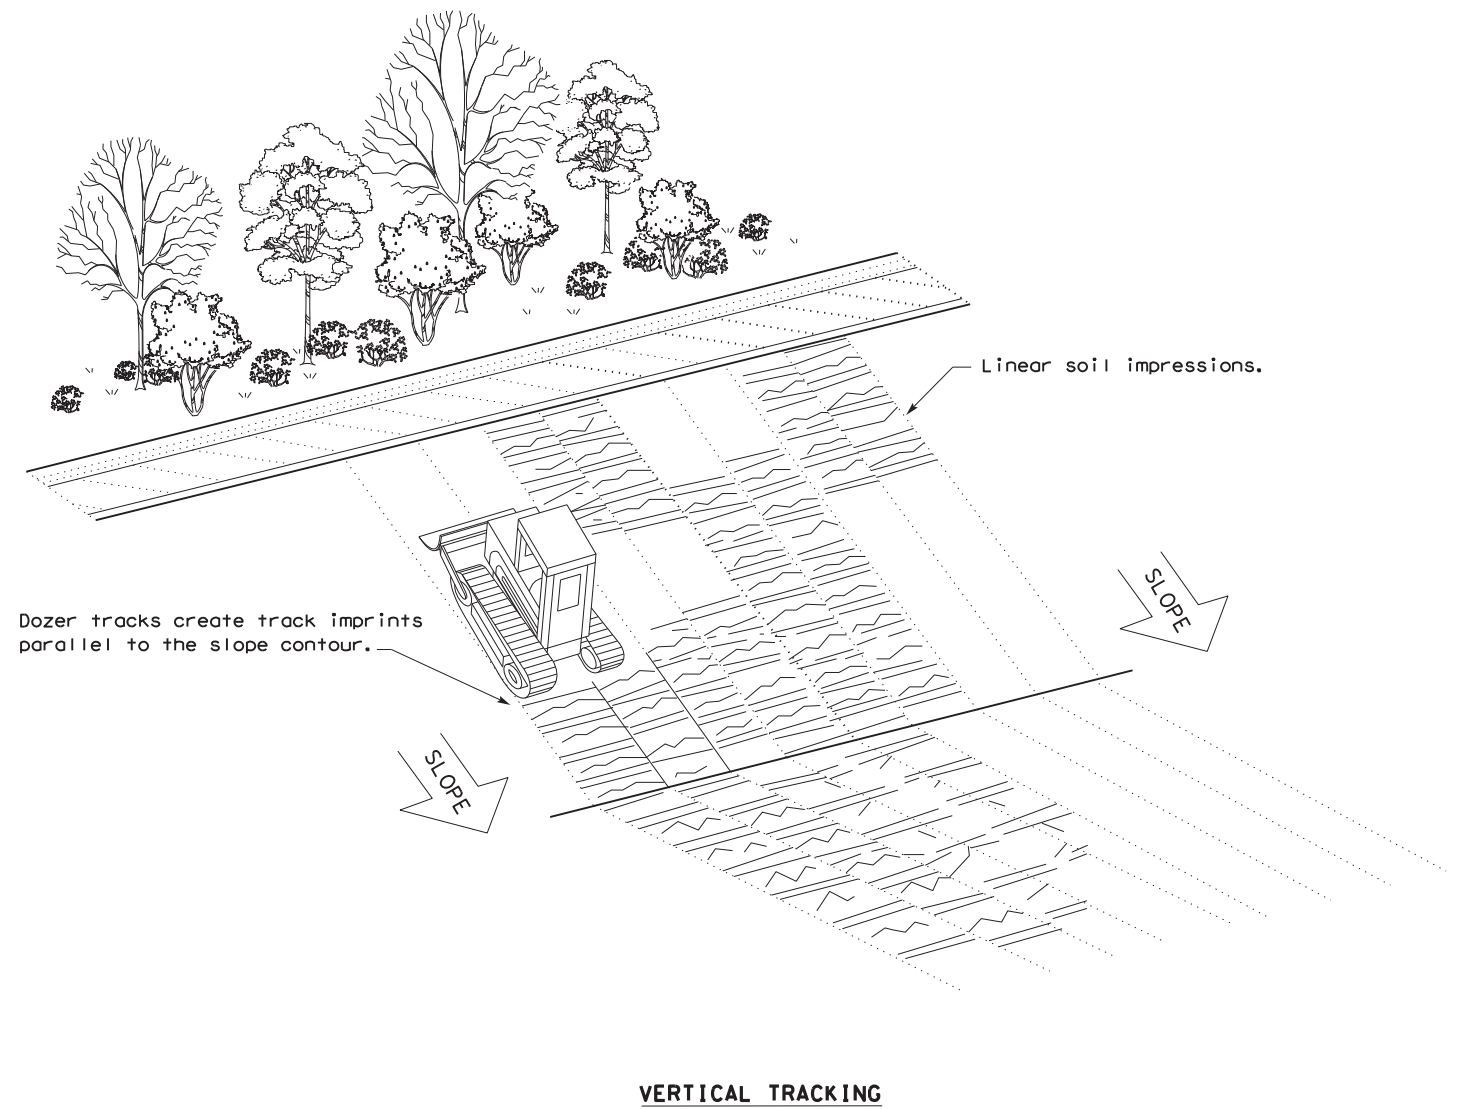 Linear soil impressions.
SLOPE
Dozer tracks create track imprints
parallel to the slope contour.
SLOPE
VERTICAL TRACKING